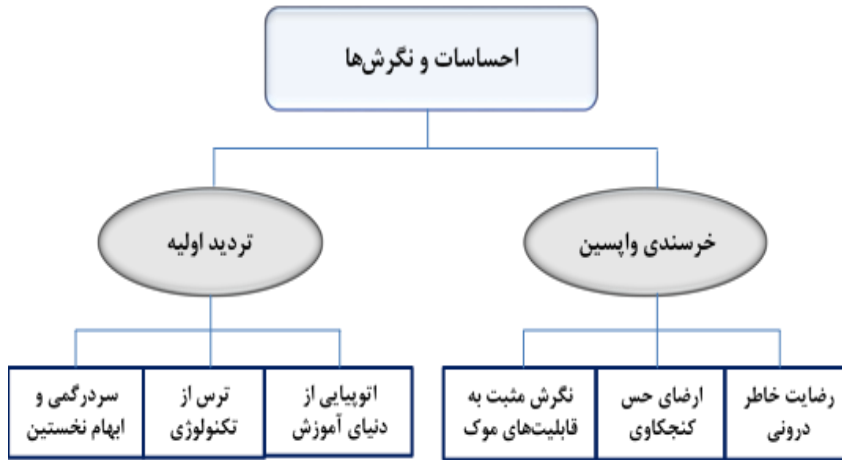 احساسات و نگرش‌ها
خرسندی واپسین
تردید اولیه
رضایت خاطر
درونی
ارضای حس
کنجکاوی
نگرش مثبت به
قابلیت‌های موک
اتوپیایی از
دنیای آموزش
ترس از
تکنولوژی
سردرگمی و
ابهام نخستین